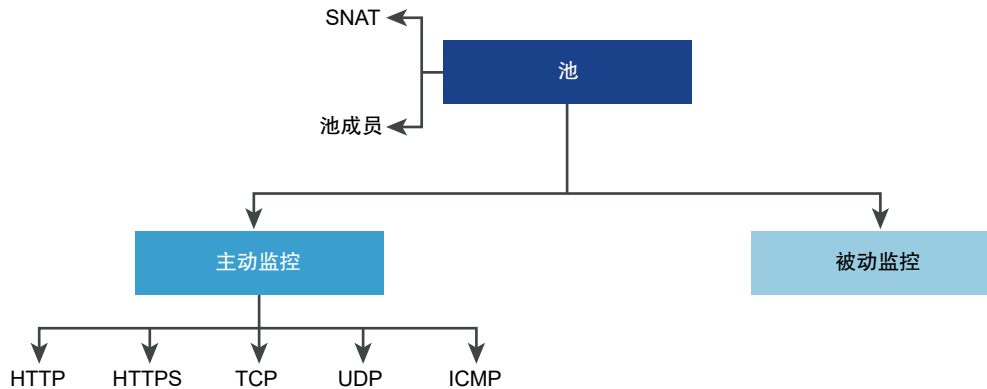 SNAT
池
池成员
主动监控
被动监控
HTTP
HTTPS
TCP
UDP
ICMP